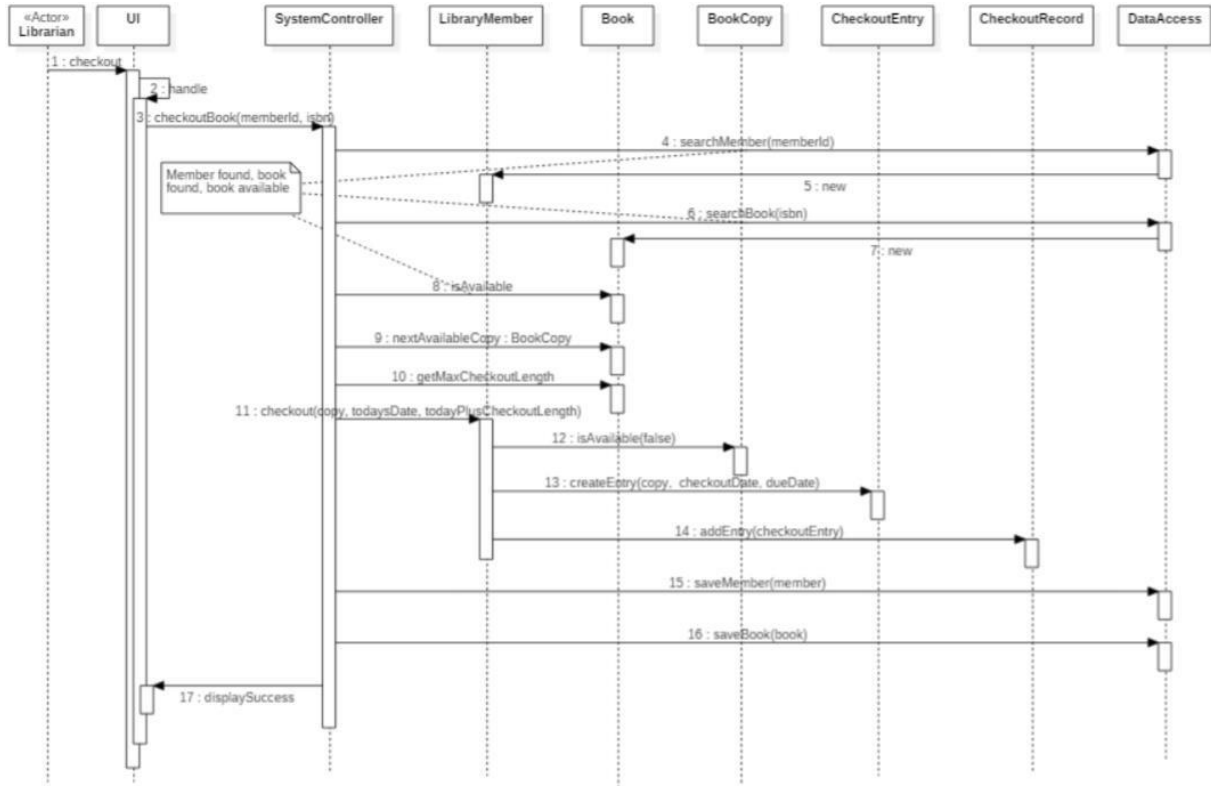 «Actor»
Librarian
UI
SystemController
LibraryMember
Book
BookCopy
CheckoutEntry
CheckoutRecord
DataAccess
1 : checkout
2 : handle
3 : checkoutBook(memberId, isbn)
4 : searchMember(memberId)
Member found, book
found, book available
5 : new
6 : searchBook(isbn)
7 : new
8 : isAvailable
9 : nextAvailableCopy : BookCopy
10 : getMaxCheckoutLength
11 : checkout(copy, todaysDate, todayPlusCheckoutLength)
12 : isAvailable(false)
13 : createEntry(copy, checkoutDate, dueDate)
14 : addEntry(checkoutEntry)
15 : saveMember(member)
16 : saveBook(book)
17 : displaySuccess